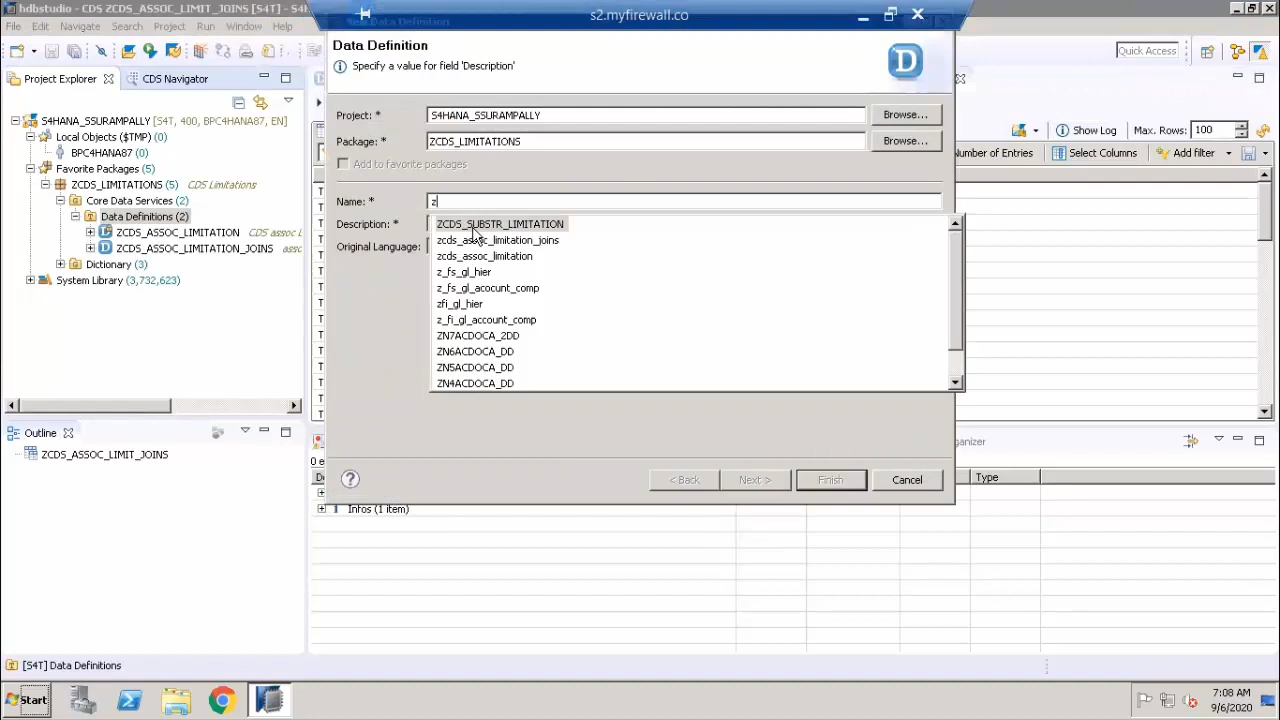 hdbstudio - CDS ZCDS_ASSOC_LIMIT_JOINS [S4T] - S4H
s2.myfirewall.co
File Edit Navigate Search Project Run Window Help
Quick Access
Project Explorer
CDS Navigator
S4HANA_SSURAMPALLY [S4T, 400, BPC4HANA87, EN]
Local Objects ($TMP) (0)
BPC4HANA87 (0)
Favorite Packages (5)
ZCDS_LIMITATIONS (5) CDS Limitations
Core Data Services (2)
Data Definitions (2)
ZCDS_ASSOC_LIMITATION CDS assoc l
ZCDS_ASSOC_LIMITATION_JOINS assoc
Dictionary (3)
System Library (3,732,623)
Outline
ZCDS_ASSOC_LIMIT_JOINS
Data Definition
Specify a value for field 'Description'
D
Project: *
S4HANA_SSURAMPALLY
Browse...
Package: *
ZCDS_LIMITATIONS
Browse...
Add to favorite packages
Name: *
z
Description: *
Original Language:
ZCDS_SUBSTR_LIMITATION
zcds_assoc_limitation_joins
zcds_assoc_limitation
z_fs_gl_hier
z_fs_gl_acocunt_comp
zfi_gl_hier
z_fi_gl_account_comp
ZN7ACDOCA_2DD
ZN6ACDOCA_DD
ZN5ACDOCA_DD
ZN4ACDOCA_DD
?
< Back
Next >
Finish
Cancel
Show Log
Max. Rows: 100
Number of Entries
Select Columns
Add filter
ganizer
0 e
Type
Infos (1 item)
[S4T] Data Definitions
Start
7:08 AM
9/6/2020